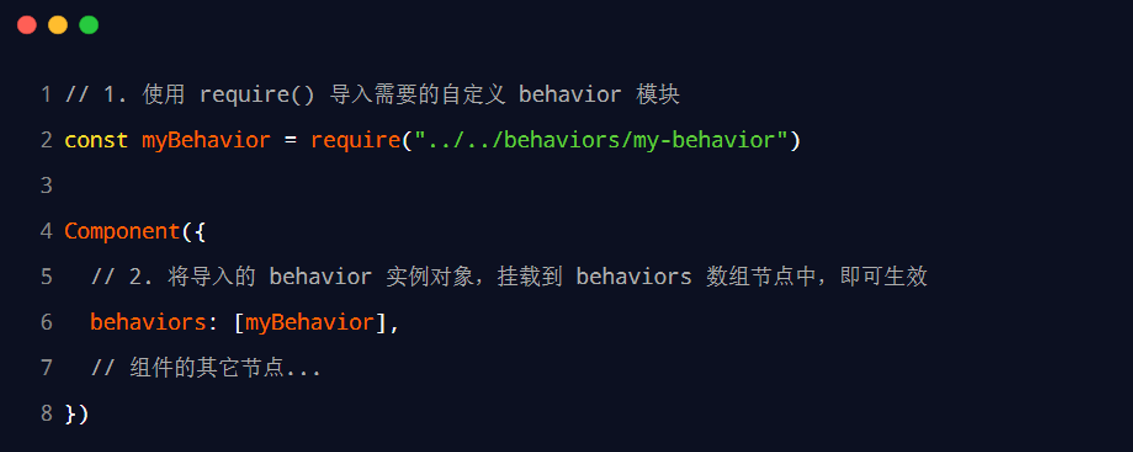 1 // 1. 使用 require() 导入需要的自定义 behavior 模块
2 const myBehavior = require("../../behaviors/my-behavior")
3
4 Component({
5   // 2. 将导入的 behavior 实例对象，挂载到 behaviors 数组节点中，即可生效
6   behaviors: [myBehavior],
7   // 组件的其它节点...
8 })